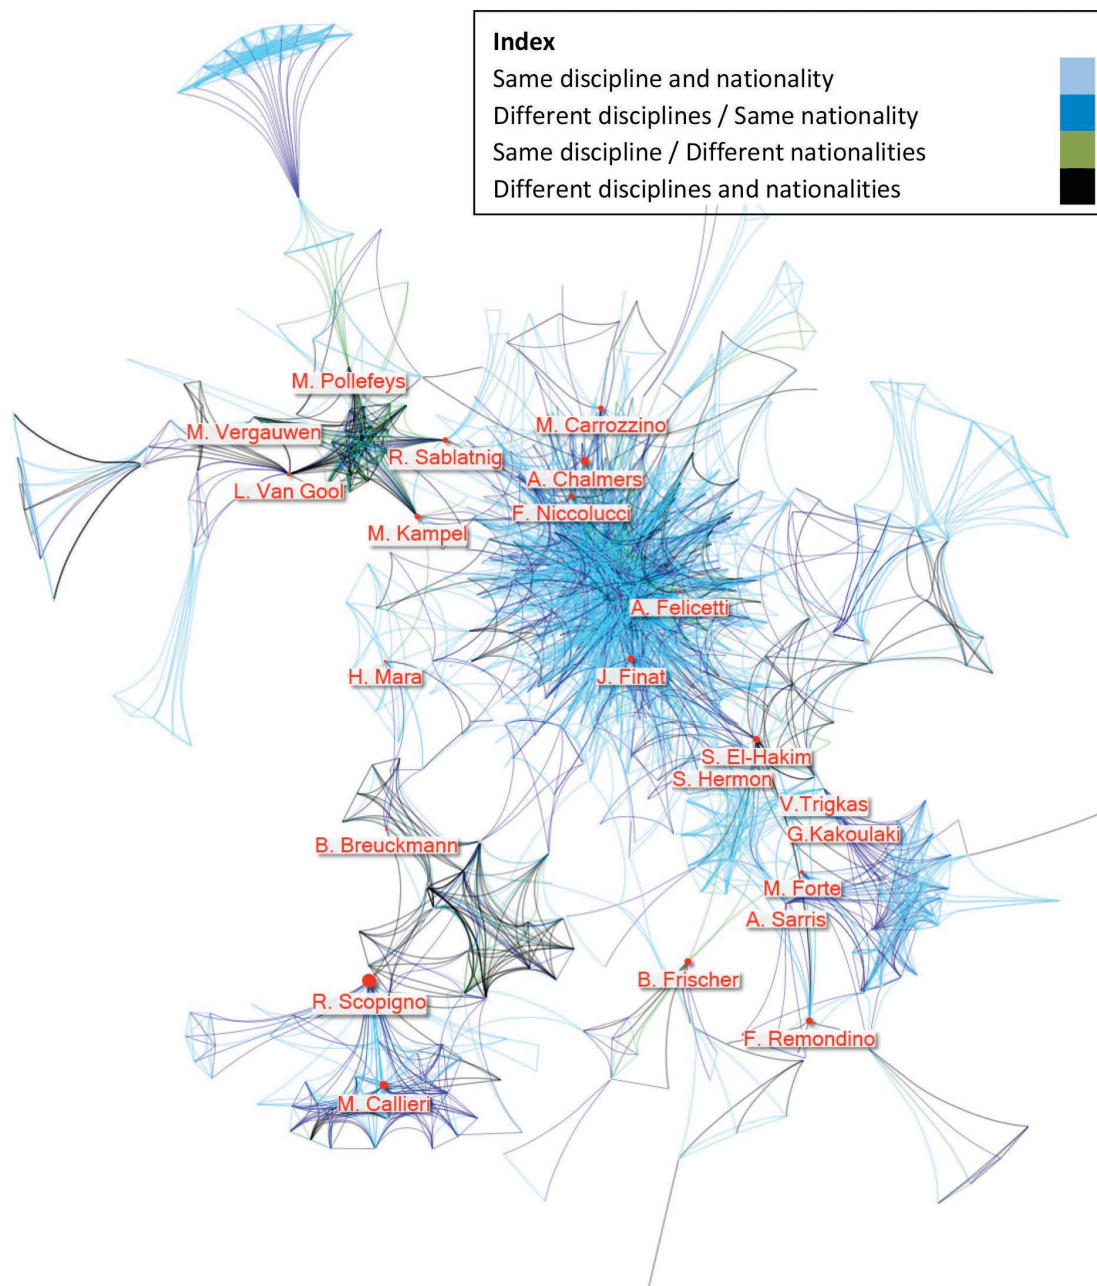 Index
Same discipline and nationality
Different disciplines / Same nationality
Same discipline / Different nationalities
Different disciplines and nationalities
M. Pollefeys
M. Carrozzino
M. Vergauwen
R. Sablatnig
A. Chalmers
L. Van Gool
F. Niccolucci
M. Kampel
A. Felicetti
H. Mara
J. Finat
S. El-Hakim
S. Hermon
V.Trigkas
G.Kakoulaki
B. Breuckmann
M. Forte
A. Sarris
B. Frischer
R. Scopigno
F. Remondino
M. Callieri